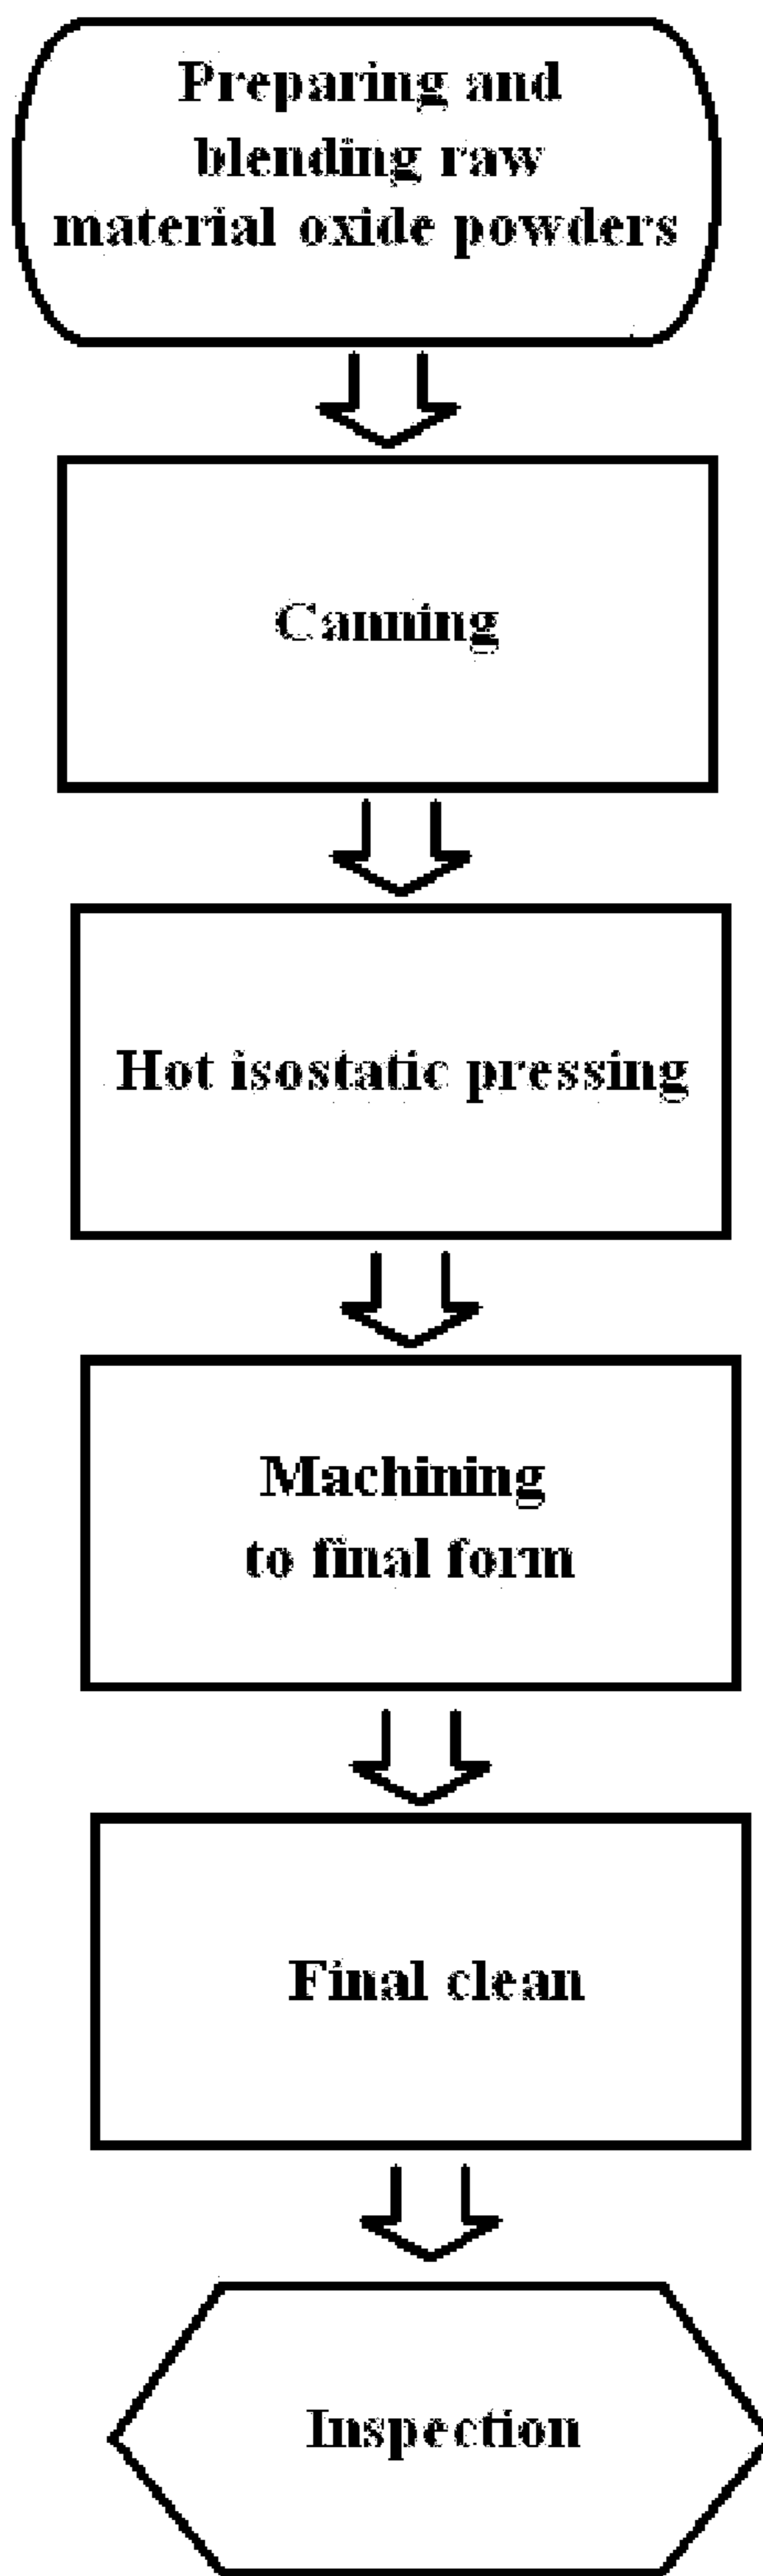 Preparing and
blending raw
material oxide powders
Canning
Hot isostatic pressing
Machining
to final form
Final clean
Inspection